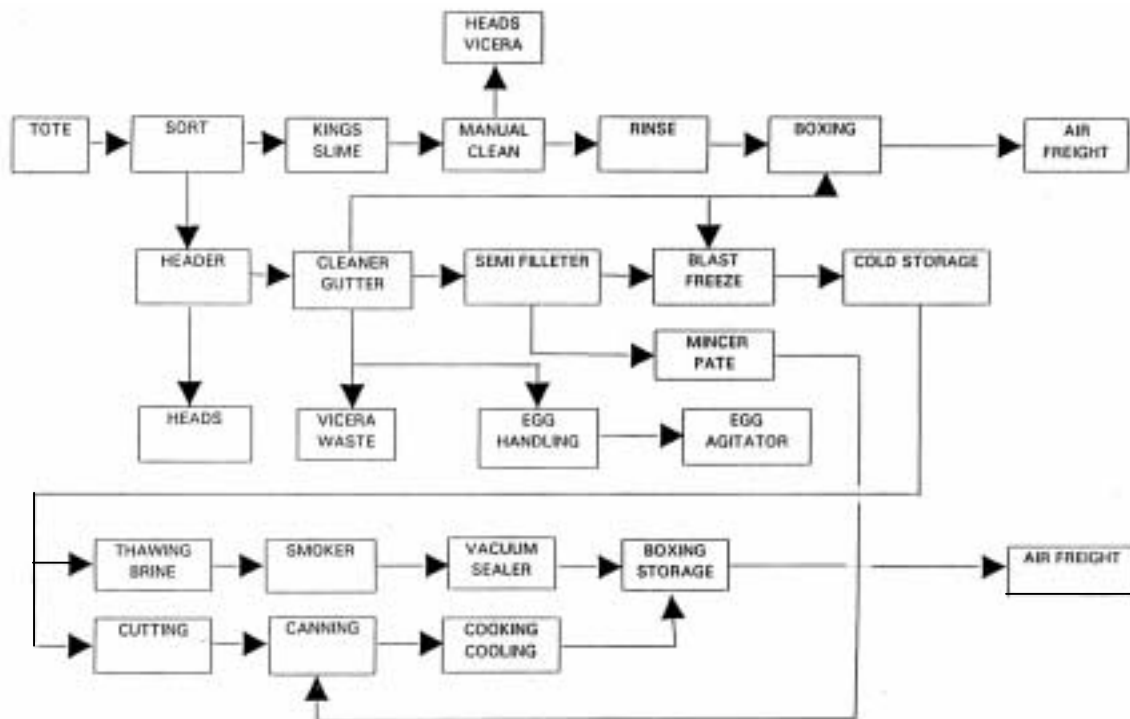 HEADS
VICERA
TOTE
SORT
KINGS
SLIME
MANUAL
CLEAN
RINSE
BOXING
AIR
FREIGHT
HEADER
CLEANER
GUTTER
SEMI FILLETER
BLAST
FREEZE
COLD STORAGE
MINCER
PATE
HEADS
VICERA
WASTE
EGG
HANDLING
EGG
AGITATOR
THAWING
BRINE
SMOKER
VACUUM
SEALER
BOXING
STORAGE
AIR FREIGHT
CUTTING
CANNING
COOKING
COOLING